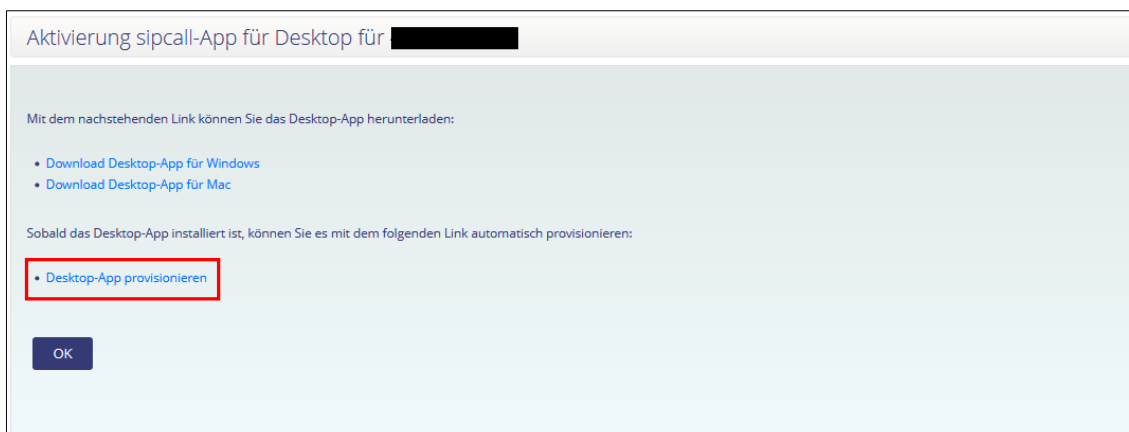 Aktivierung sipcall-App für Desktop für
Mit dem nachstehenden Link können Sie das Desktop-App herunterladen:
• Download Desktop-App für Windows
• Download Desktop-App für Mac
Sobald das Desktop-App installiert ist, können Sie es mit dem folgenden Link automatisch provisionieren:
• Desktop-App provisionieren
OK